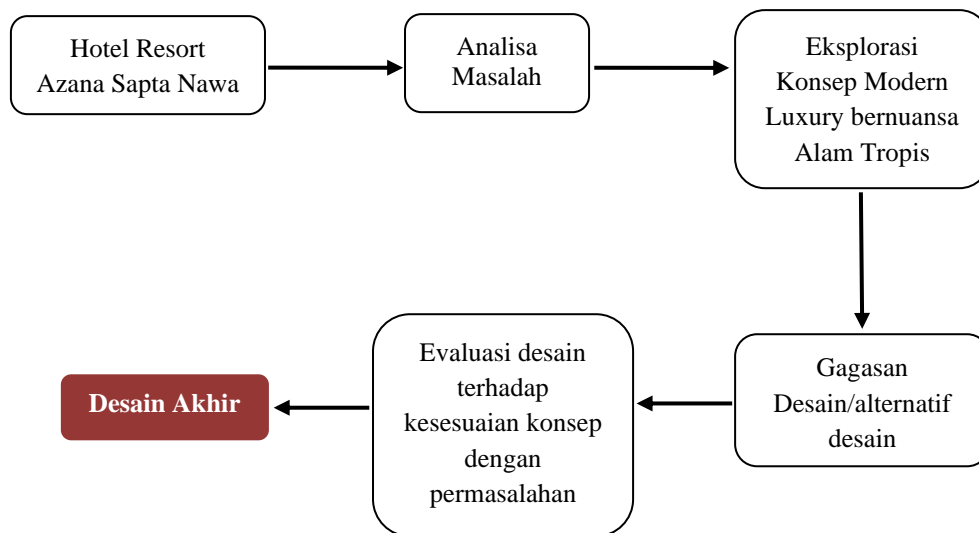 Hotel Resort
Azana Sapta Nawa
Analisa
Masalah
Eksplorasi
Konsep Modern
Luxury bernuansa
Alam Tropis
Gagasan
Desain/alternatif
desain
Evaluasi desain
terhadap
kesesuaian konsep
dengan
permasalahan
Desain Akhir